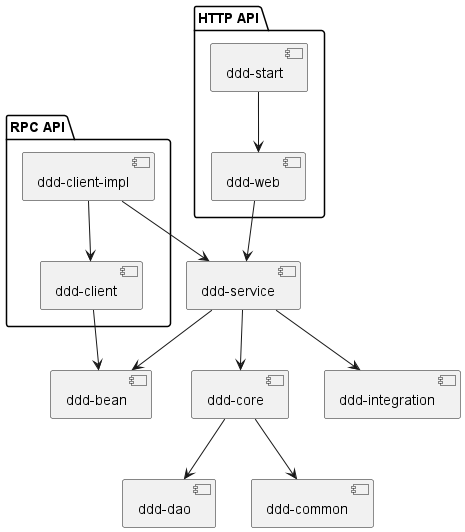 HTTP API
ddd-start
RPC API
ddd-client-impl
ddd-web
ddd-client
ddd-service
ddd-bean
ddd-core
ddd-integration
ddd-dao
ddd-common